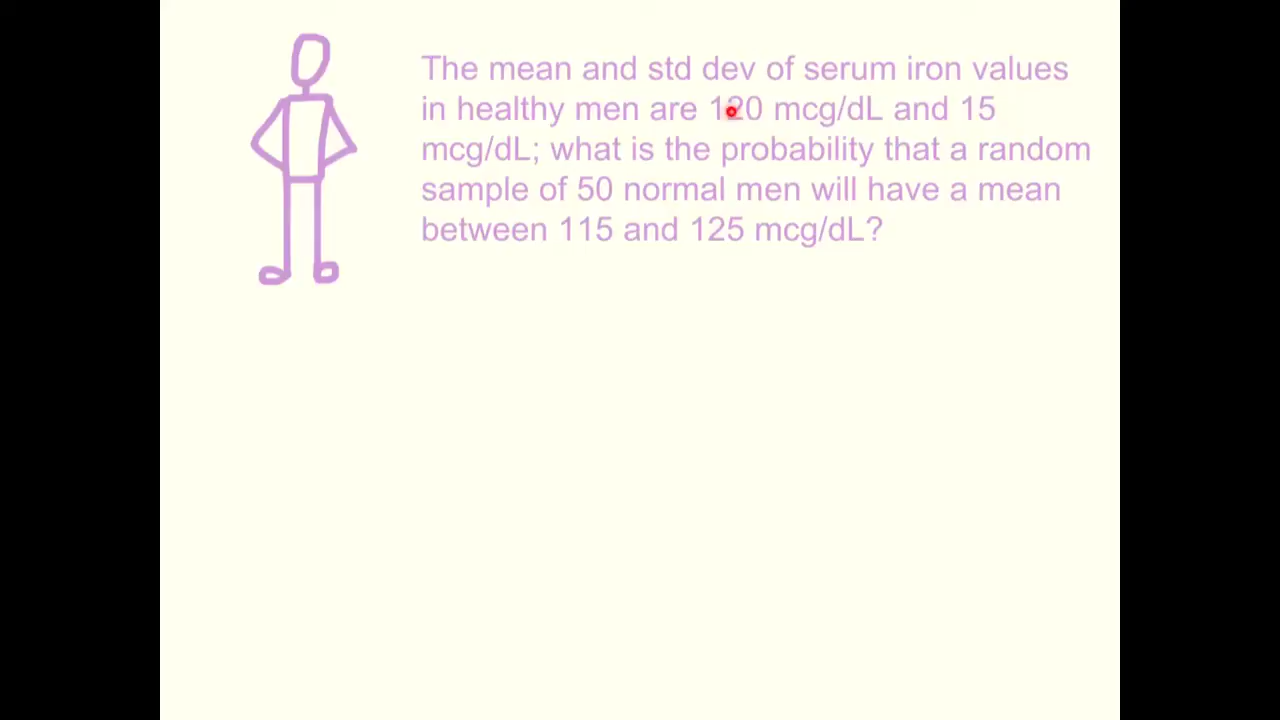 The mean and std dev of serum iron values
in healthy men are 120 mcg/dL and 15
mcg/dL; what is the probability that a random
sample of 50 normal men will have a mean
between 115 and 125 mcg/dL?